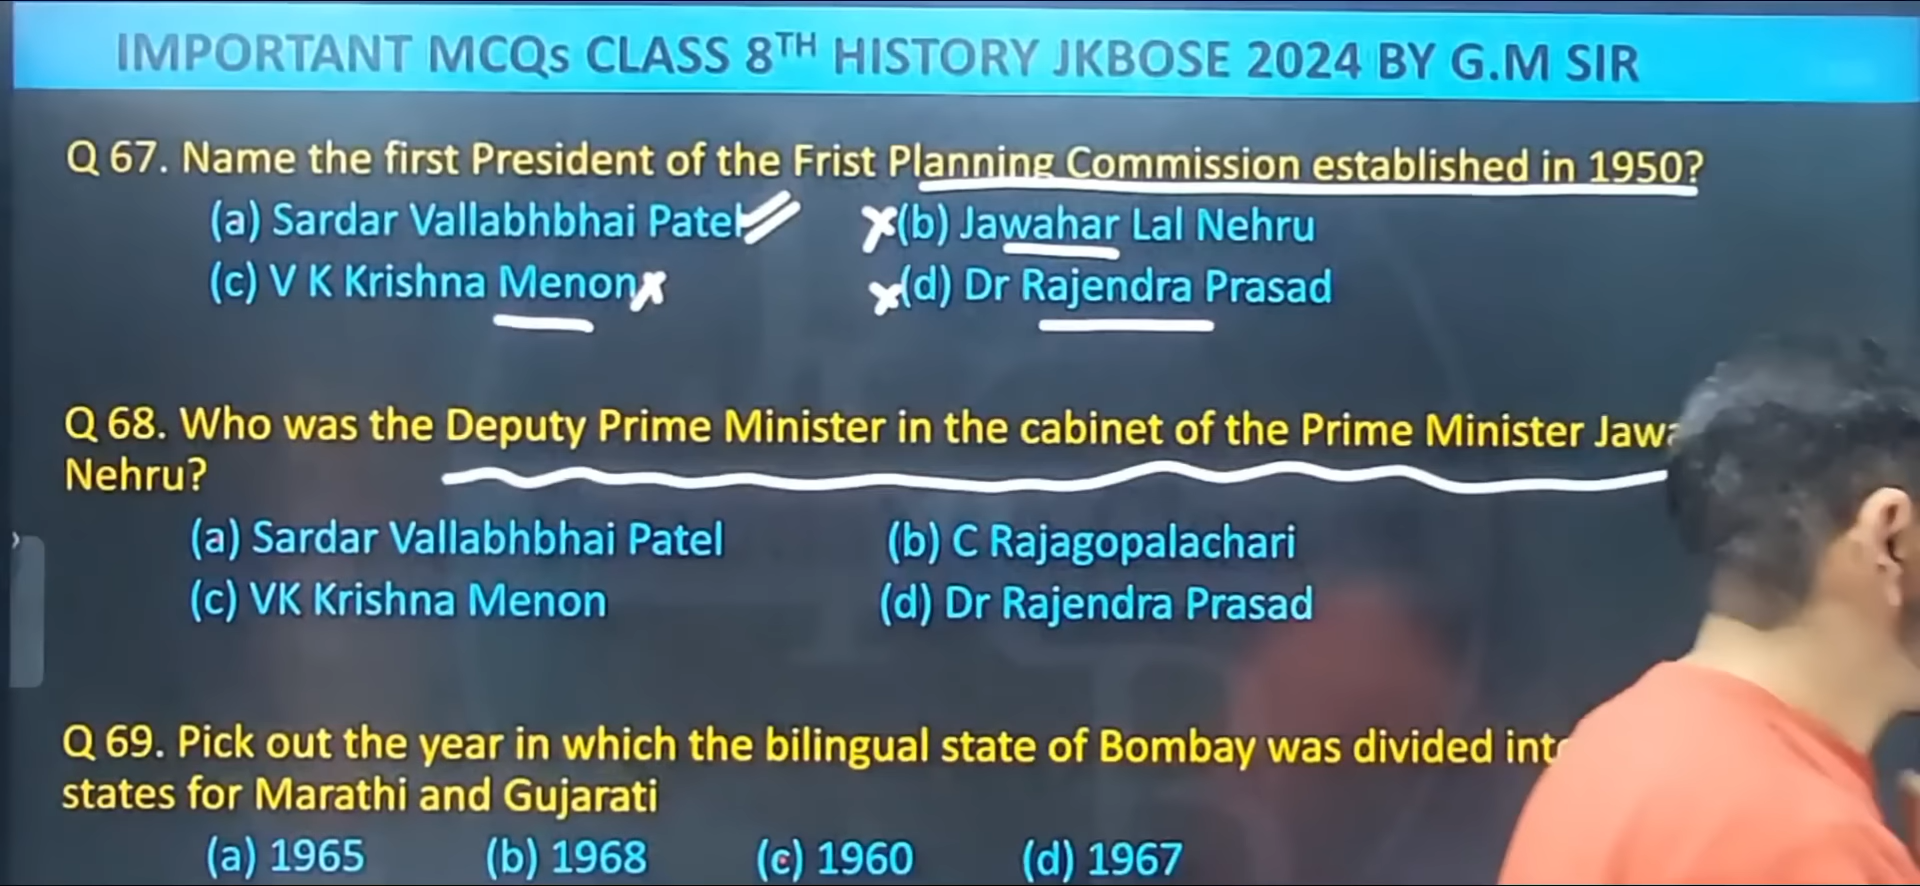 IMPORTANT MCQs CLASS 8TH HISTORY JKBOSE 2024 BY G.M SIR
Q 67. Name the first President of the Frist Planning Commission established in 1950?
(a) Sardar Vallabhbhai Patel (b) Jawahar Lal Nehru
(c) V K Krishna Menon (d) Dr Rajendra Prasad
Q 68. Who was the Deputy Prime Minister in the cabinet of the Prime Minister
Nehru?
(a) Sardar Vallabhbhai Patel (b) C Rajagopalachari
(c) VK Krishna Menon (d) Dr Rajendra Prasad
Q 69. Pick out the year in which the bilingual state of Bombay was divided
states for Marathi and Gujarati
(a) 1965 (b) 1968 (c) 1960 (d) 1967